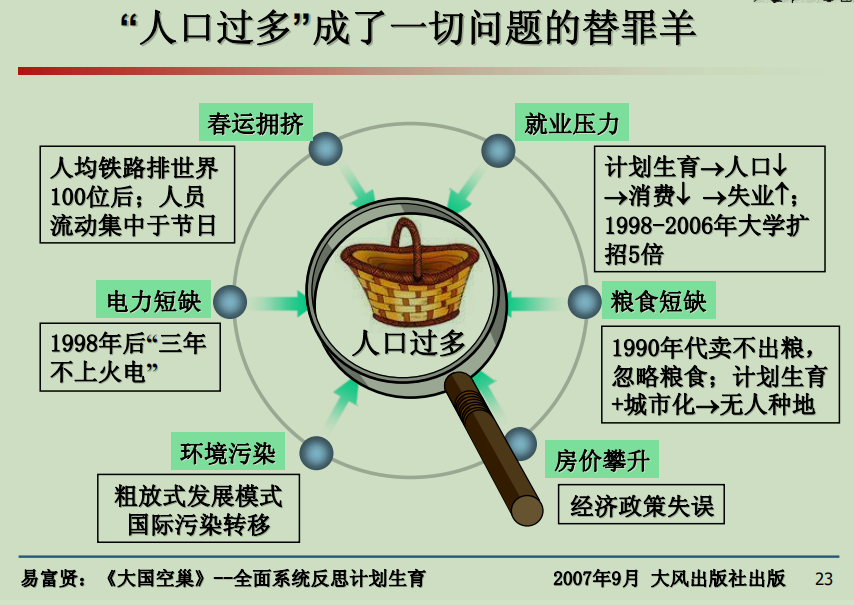 “人口过多”成了一切问题的替罪羊
春运拥挤
人均铁路排世界
100位后；人员
流动集中于节日
就业压力
计划生育→人口↓
→消费↓ →失业↑；
1998-2006年大学扩
招5倍
电力短缺
1998年后“三年
不上火电”
人口过多
粮食短缺
1990年代卖不出粮，
忽略粮食；计划生育
+城市化→无人种地
环境污染
粗放式发展模式
国际污染转移
房价攀升
经济政策失误
易富贤：《大国空巢》--全面系统反思计划生育
2007年9月 大风出版社出版
23